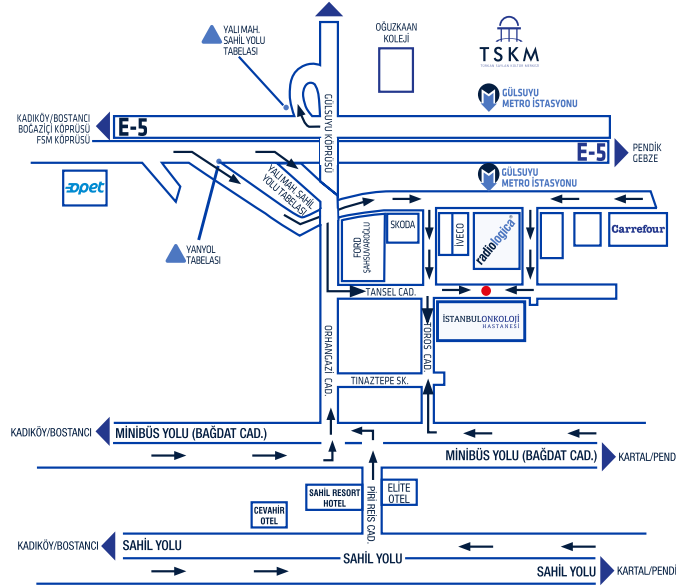 YALI MAH.
SAHİL YOLU
TABELASI
OĞUZKAAN
KOLEJİ
TSKM
GÜLSUYU
METRO İSTASYONU
KADIKÖY/BOSTANCI
BOĞAZİÇİ KÖPRÜSÜ
FSM KÖPRÜSÜ
E-5
GÜLSUYU KÖPRÜSÜ
E-5
PENDİK
GEBZE
GÜLSUYU
METRO İSTASYONU
opet
YALI MAH. SAHİL
YOLU TABELASI
YANYOL
TABELASI
FORD
ŞAHSUVAROĞLU
SKODA
İVECO
radiologica
Carrefour
TANSEL CAD.
İSTANBULONKOLOJİ
HASTANESİ
ORHANGAZİ CAD.
TOROS CAD.
TINAZTEPE SK.
KADIKÖY/BOSTANCI
MİNİBÜS YOLU (BAĞDAT CAD.)
MİNİBÜS YOLU (BAĞDAT CAD.)
KARTAL/PEND
SAHİL RESORT
HOTEL
ELİTE
OTEL
CEVAHİR
OTEL
PİRİ REİS CAD.
KADIKÖY/BOSTANCI
SAHİL YOLU
SAHİL YOLU
SAHİL YOLU
KARTAL/PENDİ